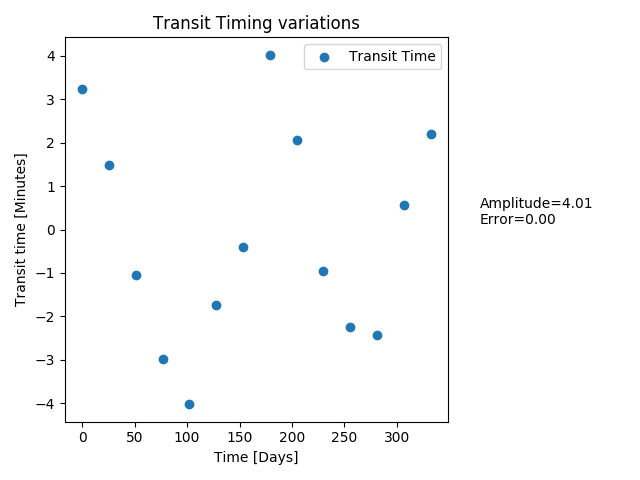 Transit Timing variations
Transit Time
4
3
2
1
0
−1
−2
−3
−4
Transit time [Minutes]
Amplitude=4.01
Error=0.00
0 50 100 150 200 250 300
Time [Days]